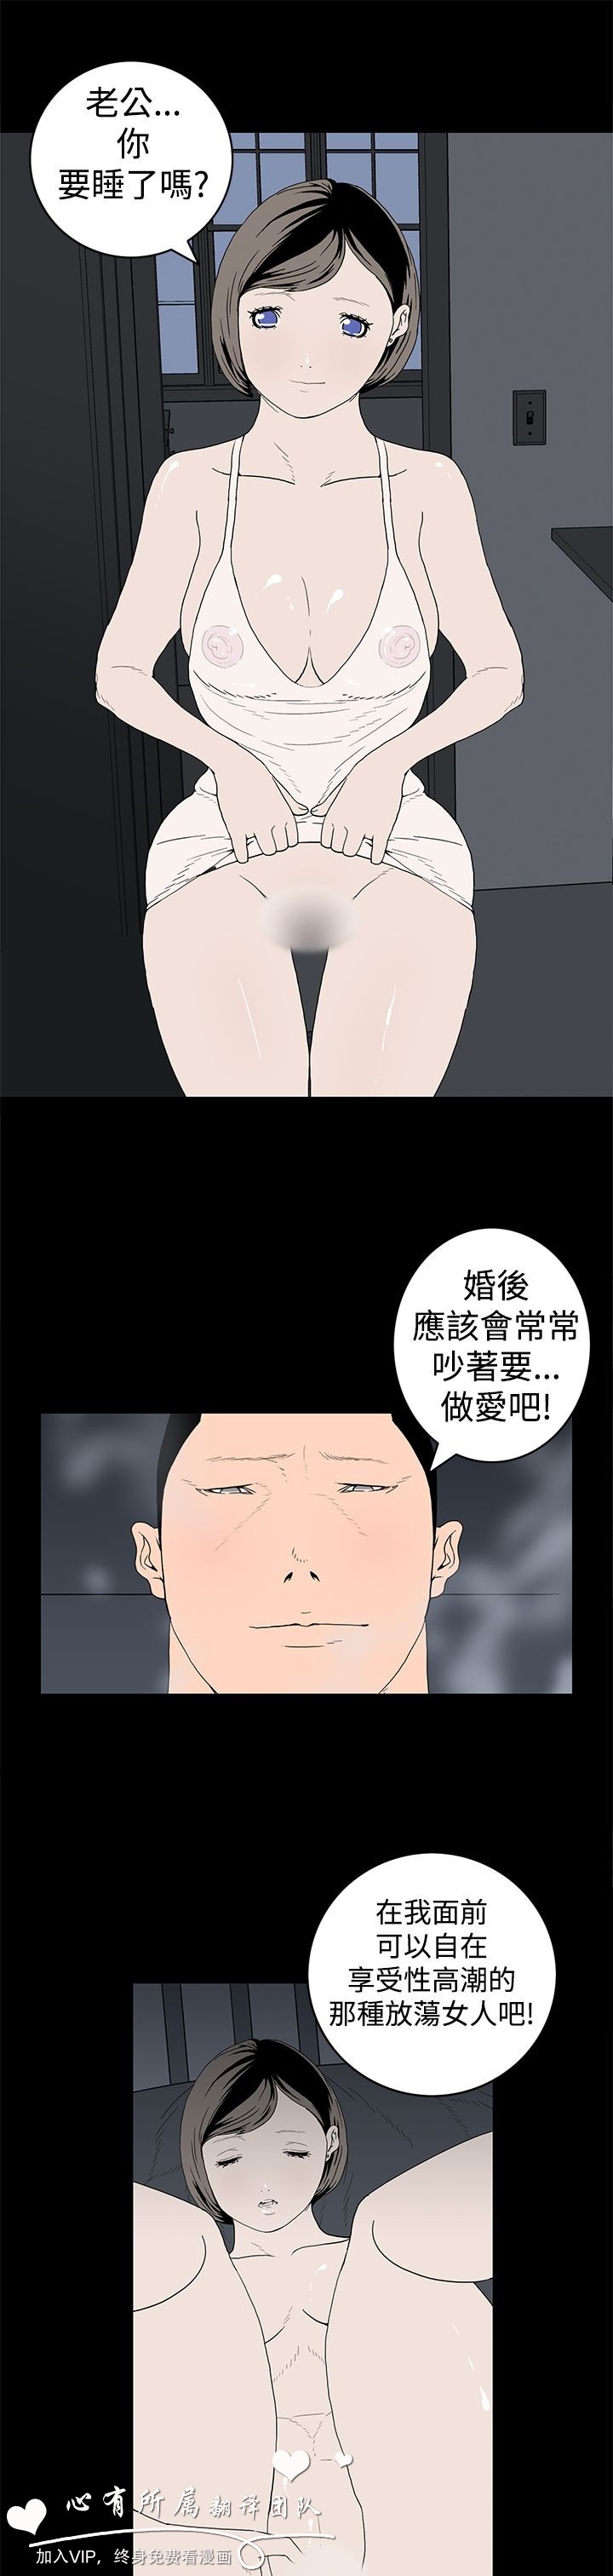 老公...
你
要睡了嗎?
婚後
應該會常常
吵著要...
做愛吧!
在我面前
可以自在
享受性高潮的
那種放蕩女人吧!
心有所属翻译团队
加入VIP，终身免费看漫画